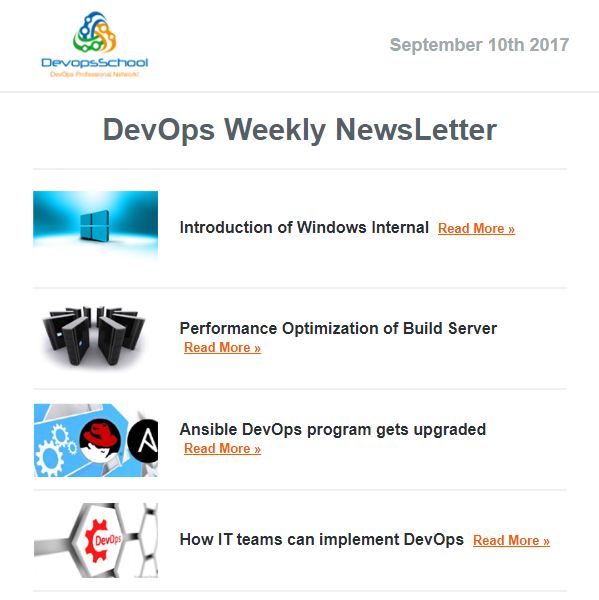 DevopsSchool
DevOps Professional Network!
September 10th 2017
DevOps Weekly NewsLetter
Introduction of Windows Internal Read More »
Performance Optimization of Build Server
Read More »
Ansible DevOps program gets upgraded
Read More »
DevOps
How IT teams can implement DevOps Read More »